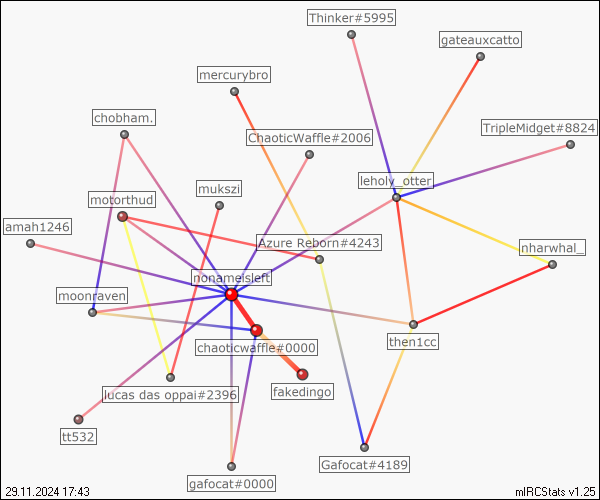 Thinker#5995
gateauxcatto
mercurybro
chobham.
ChaoticWaffle#2006
TripleMidget#8824
leholy_otter
mukszi
motorthud
amah1246
Azure Reborn#4243
nharwhal_
nonameisleft
moonraven
then1cc
chaoticwaffle#0000
lucas das oppai#2396
fakedingo
tt532
Gafocat#4189
gafocat#0000
29.11.2024 17:43
mIRCStats v1.25